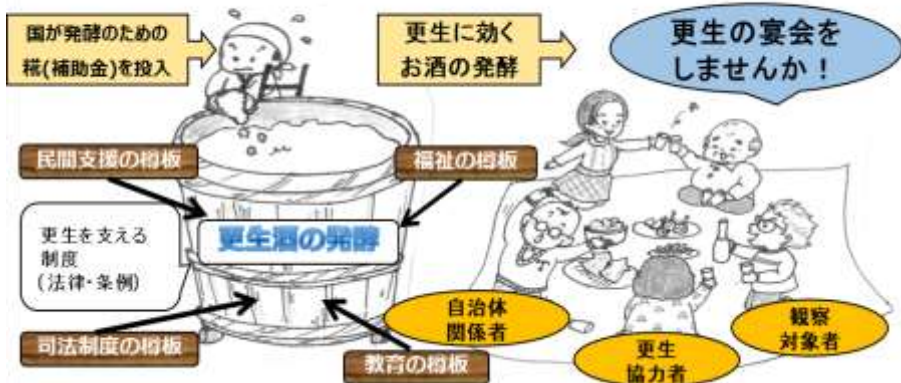 国が発酵のための
糀(補助金)を投入
更生に効く
お酒の発酵
更生の宴会を
しませんか！
民間支援の樽板
福祉の樽板
更生を支える
制度
(法律・条例)
更生酒の発酵
司法制度の樽板
教育の樽板
自治体
関係者
更生
協力者
観察
対象者